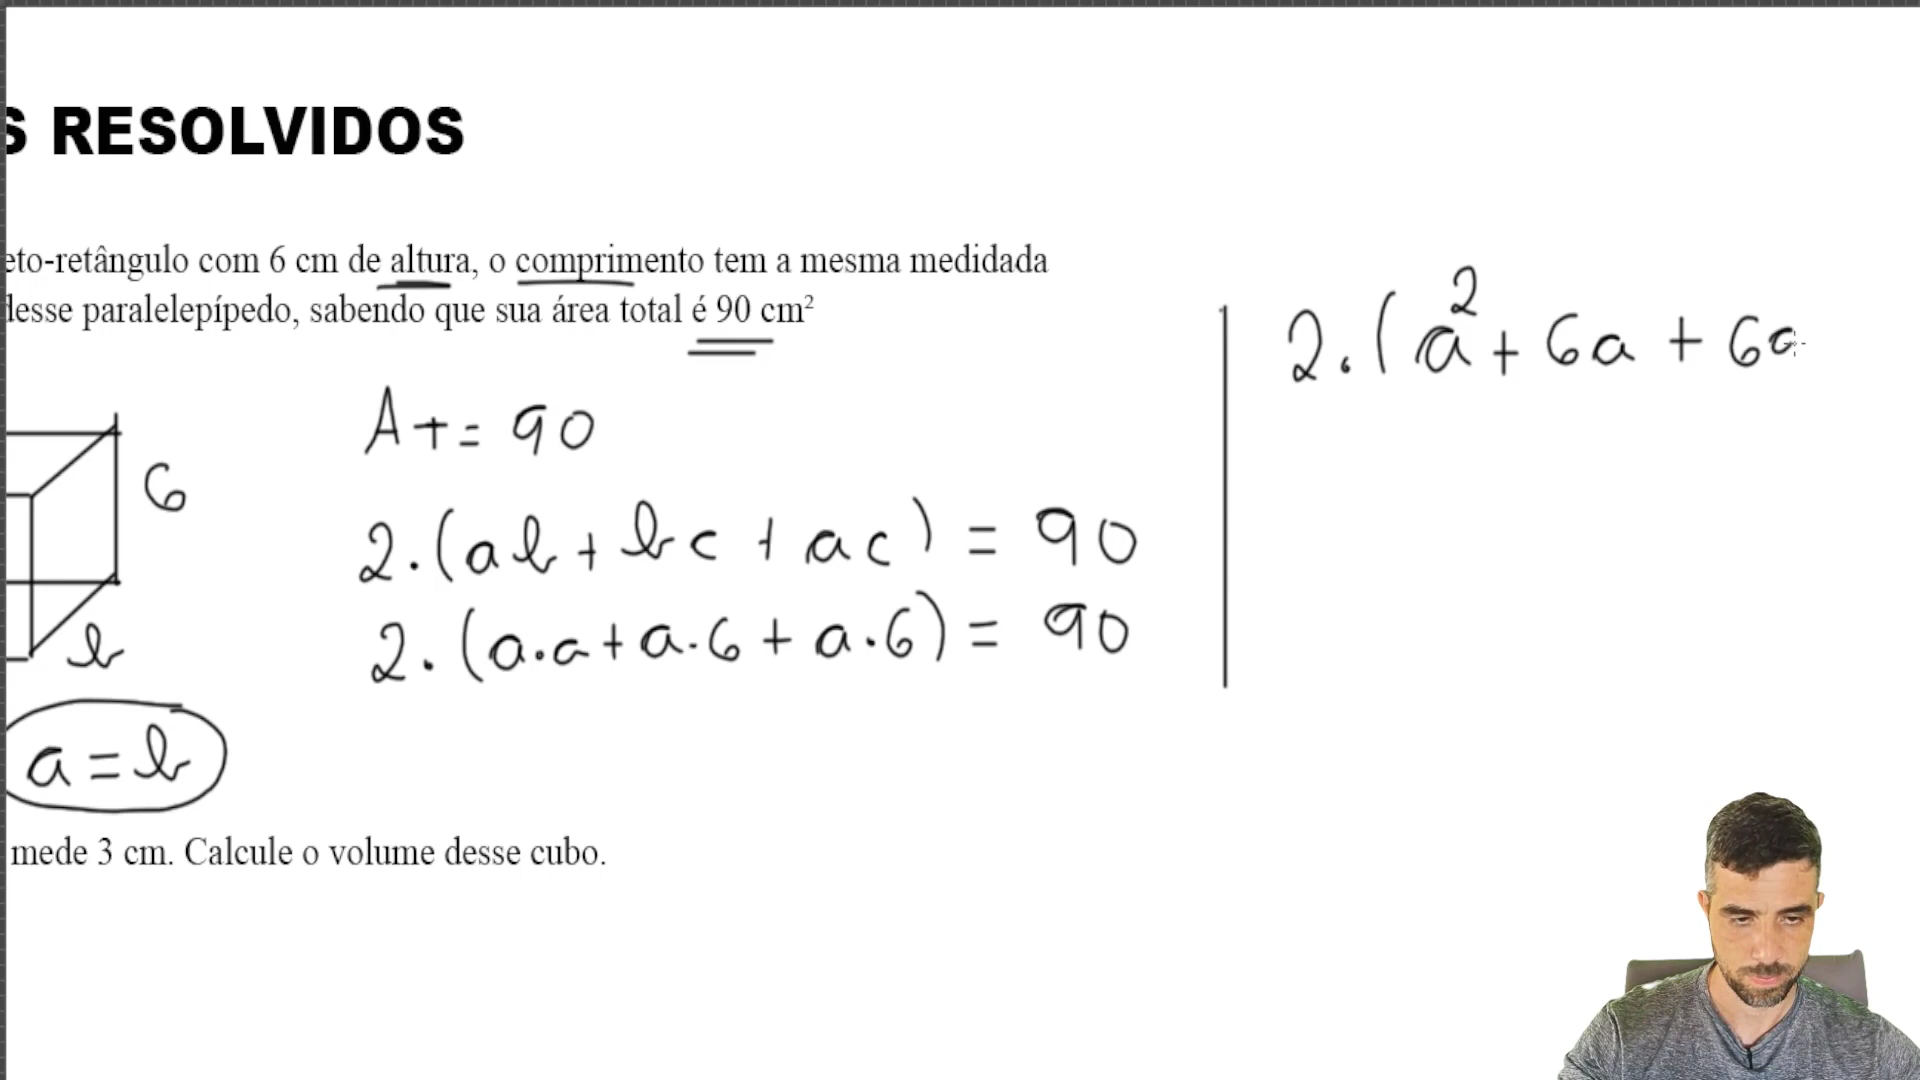 S RESOLVIDOS
eto-retângulo com 6 cm de altura, o comprimento tem a mesma medidada
desse paralelepípedo, sabendo que sua área total é 90 cm²
At = 90
2.(ab + bc + ac) = 90
2.(a.a + a.6 + a.6) = 90
6
b
a = b
2.(a² + 6a + 6a
mede 3 cm. Calcule o volume desse cubo.